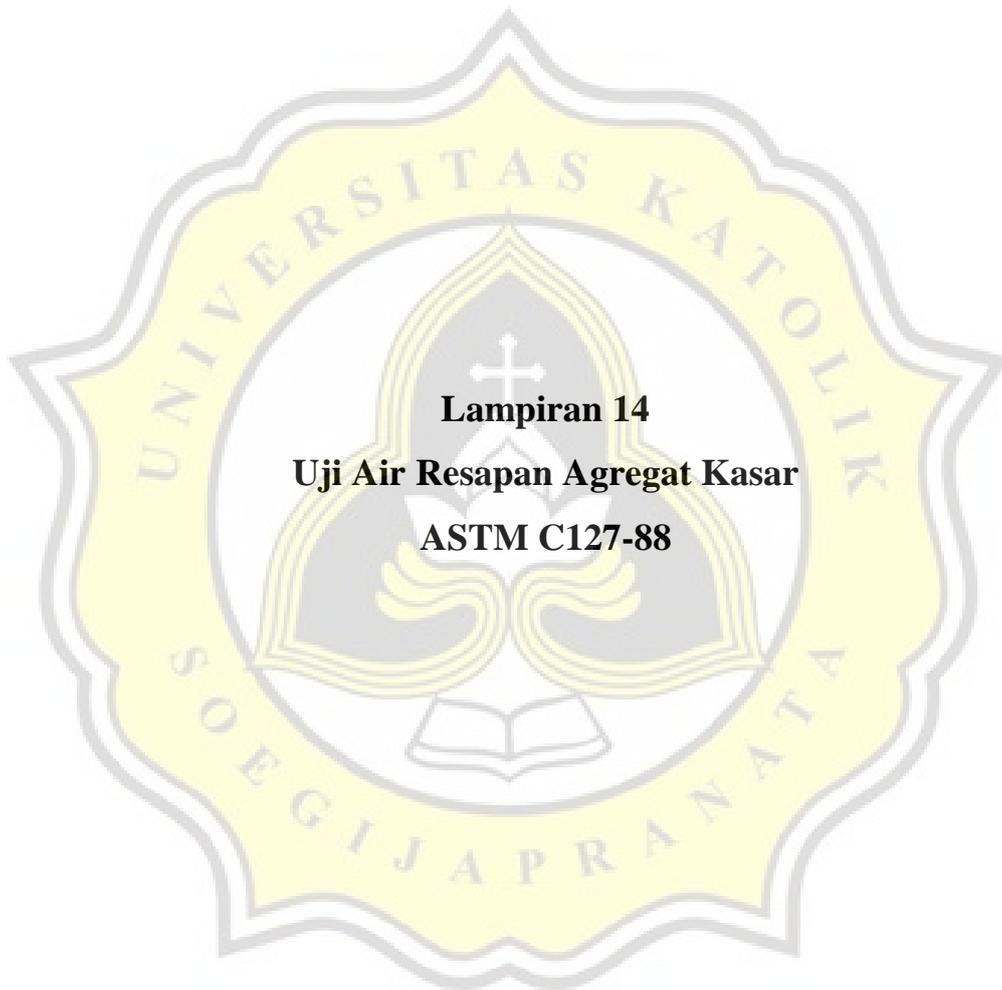 UNIVERSITAS KATOLIK
Lampiran 14
Uji Air Resapan Agregat Kasar
ASTM C127-88
SOEGIJAPRANATA